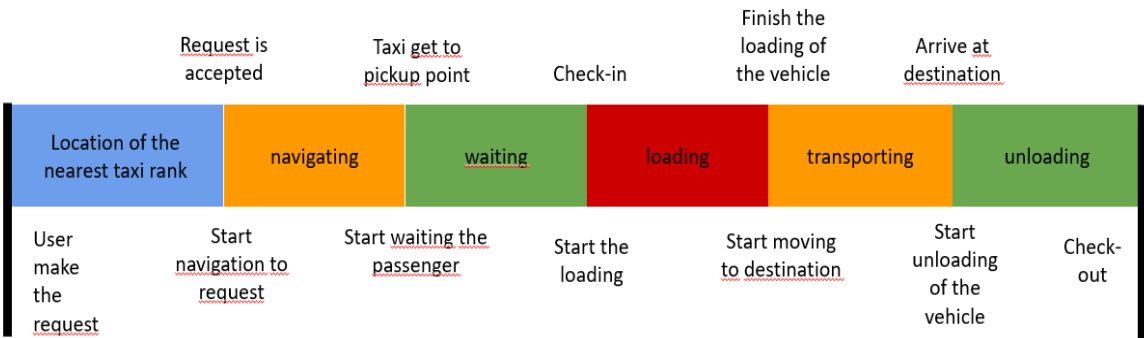 Request is
accepted
Taxi get to
pickup point
Check-in
Finish the
loading of
the vehicle
Arrive at
destination
Location of the
nearest taxi rank
navigating
waiting
loading
transporting
unloading
User
make
the
request
Start
navigation to
request
Start waiting the
passenger
Start the
loading
Start moving
to destination
Start
unloading
of the
vehicle
Check-
out